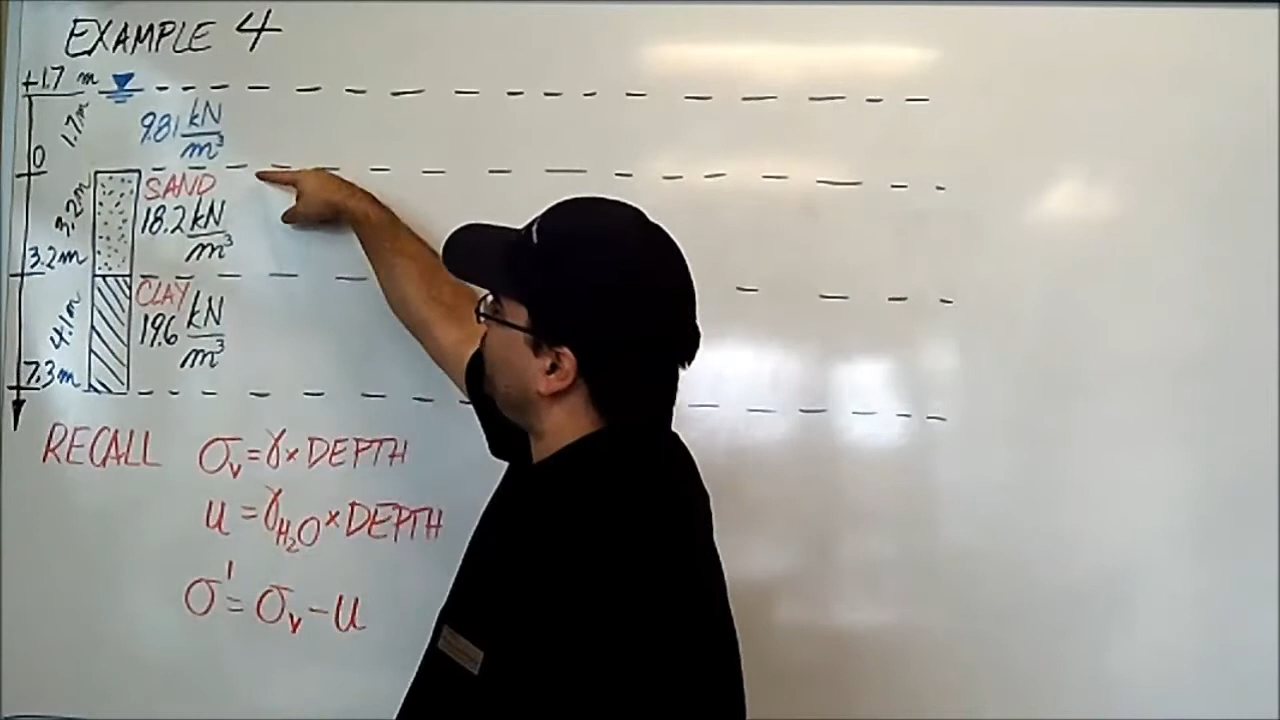 EXAMPLE 4
+1.7 m
1.7m
9.81 kN/m³
0
SAND
3.2m
18.2 kN/m³
3.2m
CLAY
4.1m
19.6 kN/m³
7.3m
RECALL σv = γ × DEPTH
u = γH₂O × DEPTH
σ' = σv - u